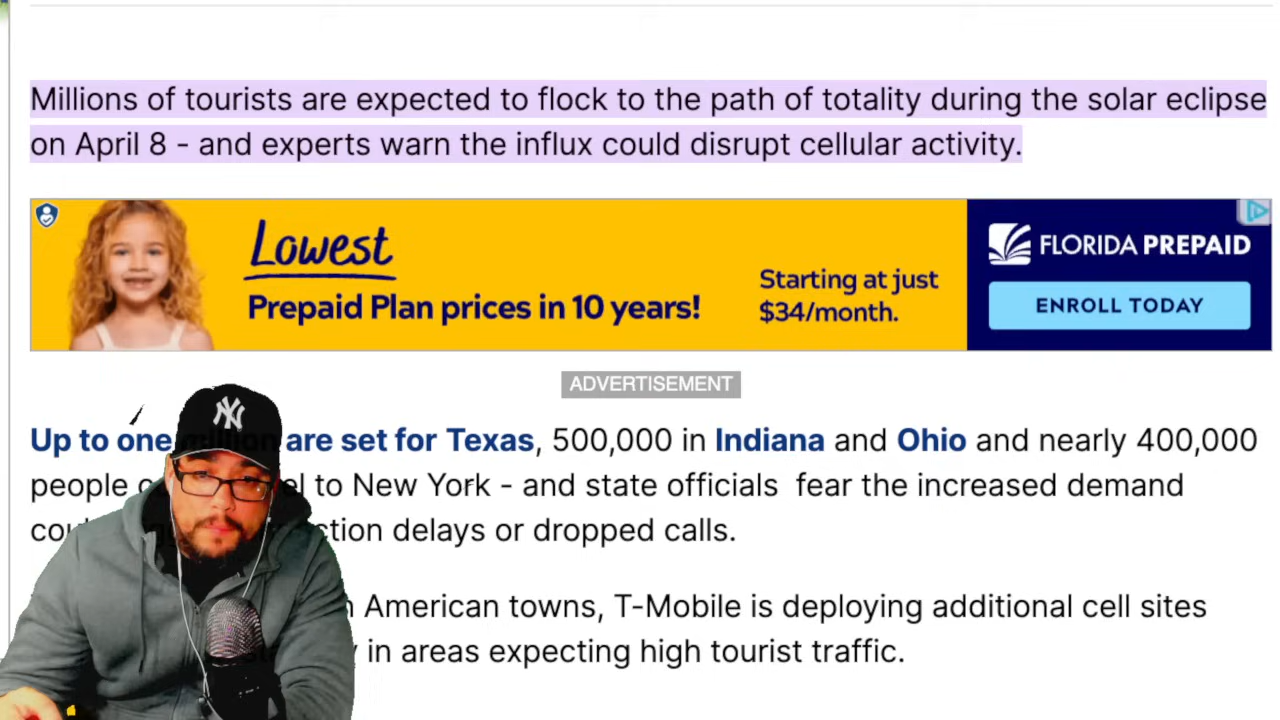 Millions of tourists are expected to flock to the path of totality during the solar eclipse
on April 8 - and experts warn the influx could disrupt cellular activity.
Lowest
Prepaid Plan prices in 10 years!
Starting at just
$34/month.
FLORIDA PREPAID
ENROLL TODAY
ADVERTISEMENT
Up to one million are set for Texas, 500,000 in Indiana and Ohio and nearly 400,000
people to New York - and state officials fear the increased demand
delays or dropped calls.
American towns, T-Mobile is deploying additional cell sites
in areas expecting high tourist traffic.
NY